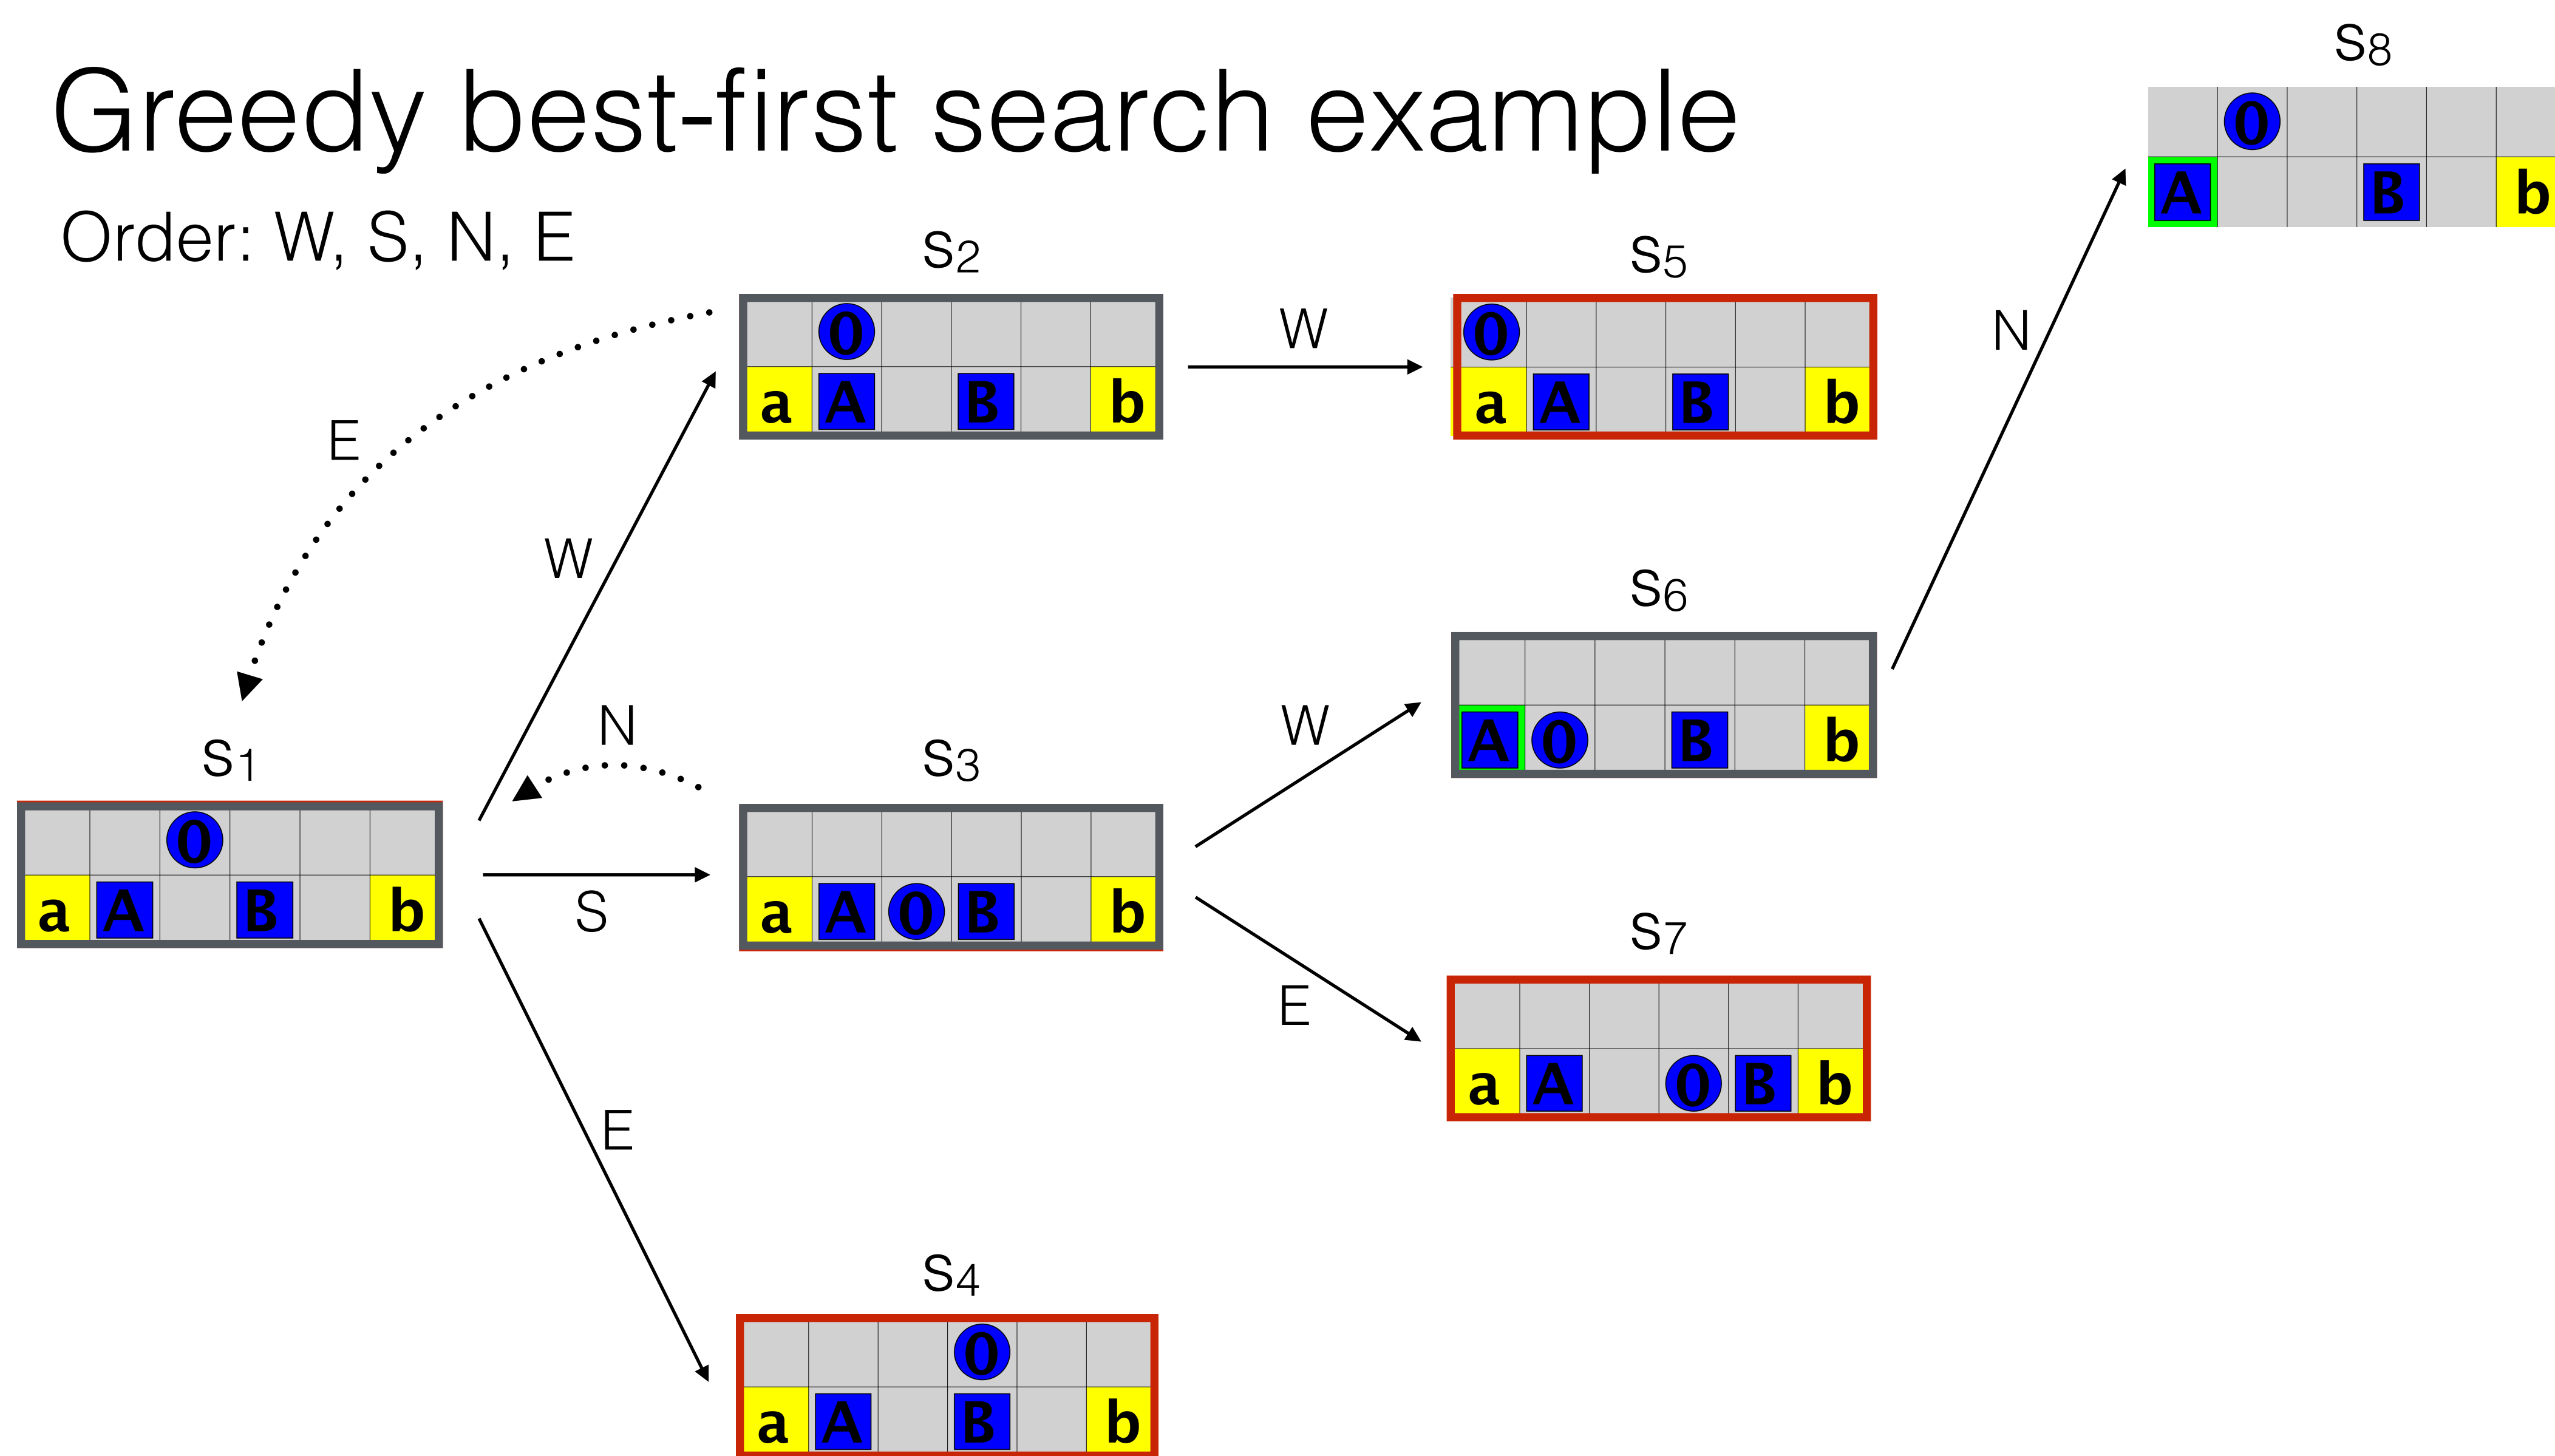 Greedy best-first search example
Order: W, S, N, E
s8
0
A B b
s2
0
a A B b
W
s5
0
a A B b
N
E
W
s6
A 0 B b
N
W
s1
0
a A B b
S
s3
a A 0 B b
s7
a A 0 B b
E
E
s4
0
a A B b